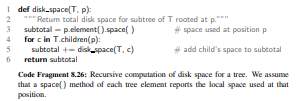 1 def disk_space(T, p):
2 """Return total disk space for subtree of T rooted at p."""
3 subtotal = p.element().space( ) # space used at position p
4 for c in T.children(p):
5 subtotal += disk_space(T, c) # add child's space to subtotal
6 return subtotal
Code Fragment 8.26: Recursive computation of disk space for a tree. We assume
that a space() method of each tree element reports the local space used at that
position.